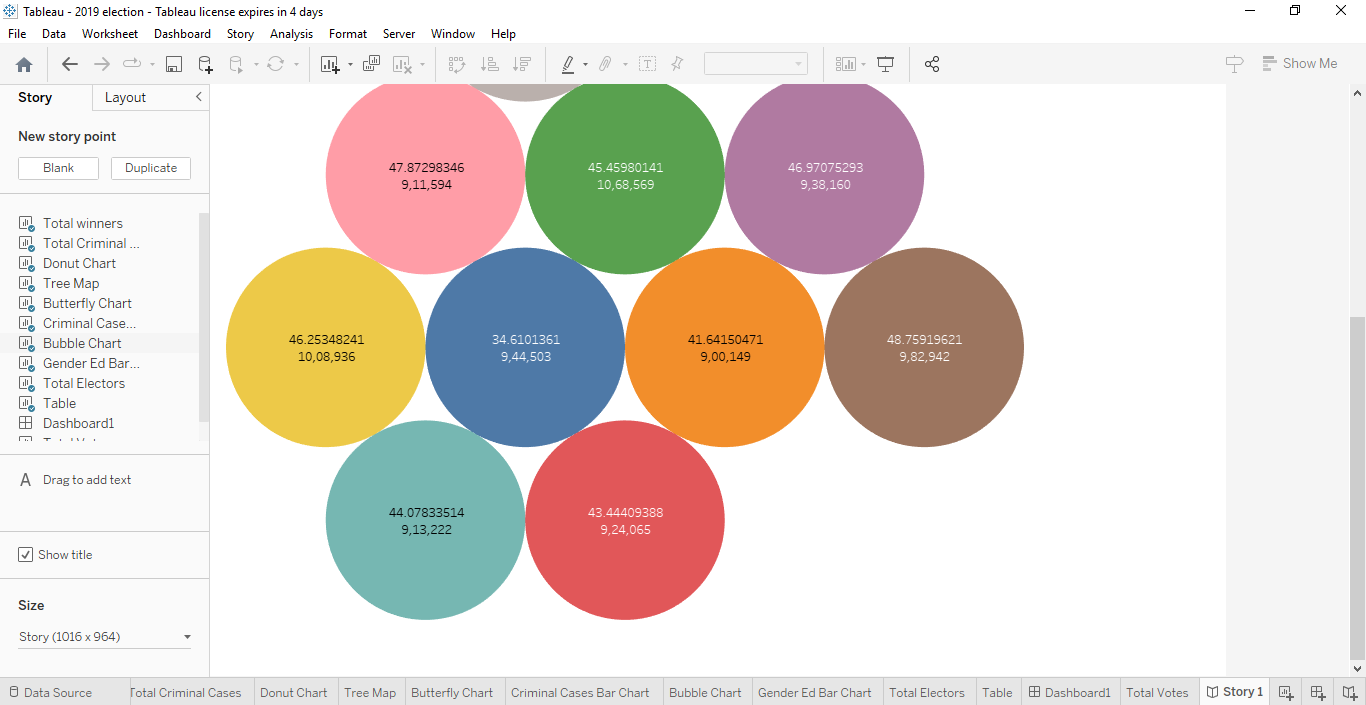 Tableau - 2019 election - Tableau license expires in 4 days
File Data Worksheet Dashboard Story Analysis Format Server Window Help
Show Me
Story Layout
New story point
Blank Duplicate
Total winners
Total Criminal ...
Donut Chart
Tree Map
Butterfly Chart
Criminal Case...
Bubble Chart
Gender Ed Bar...
Total Electors
Table
Dashboard1
A Drag to add text
Show title
Size
Story (1016 x 964)
47.87298346
9,11,594
45.45980141
10,68,569
46.97075293
9,38,160
46.25348241
10,08,936
34.6101361
9,44,503
41.64150471
9,00,149
48.75919621
9,82,942
44.07833514
9,13,222
43.44409388
9,24,065
Data Source Total Criminal Cases Donut Chart Tree Map Butterfly Chart Criminal Cases Bar Chart Bubble Chart Gender Ed Bar Chart Total Electors Table Dashboard1 Total Votes Story 1